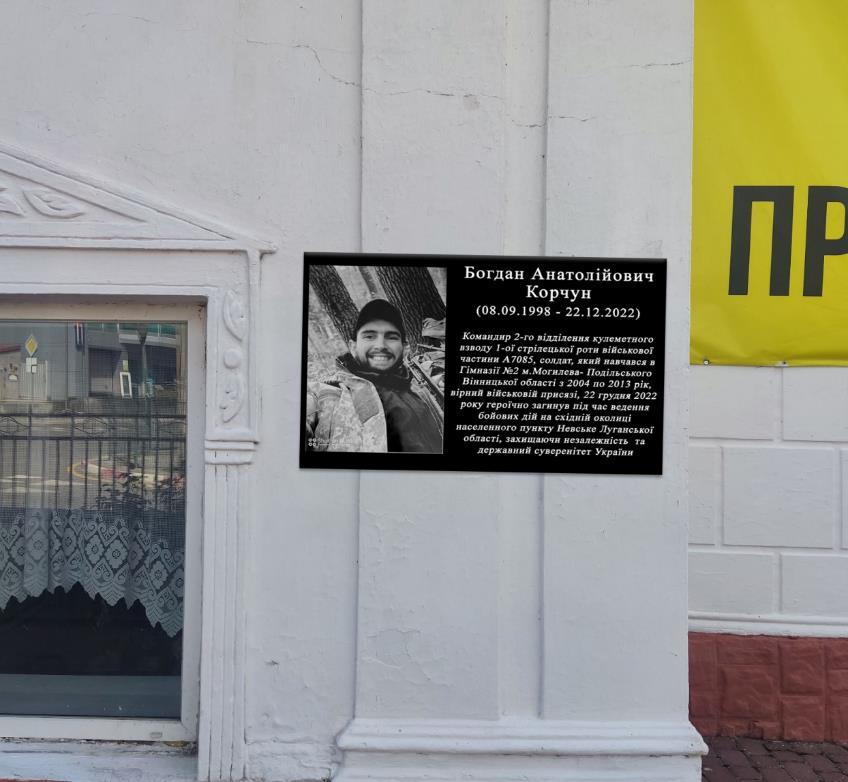 Богдан Анатолійович
Корчун
(08.09.1998 - 22.12.2022)
Командир 2-го відділення кулеметного
взводу 1-ої стрілецької роти військової
частини А7085, солдат, який навчався в
Гімназії №2 м.Могилева- Подільського
Вінницької області з 2004 по 2013 рік,
вірний військовій присязі, 22 грудня 2022
року героїчно загинув під час ведення
бойових дій на східній околиці
населенного пункту Невське Луганської
області, захищаючи незалежність та
державний суверенітет України
ПР